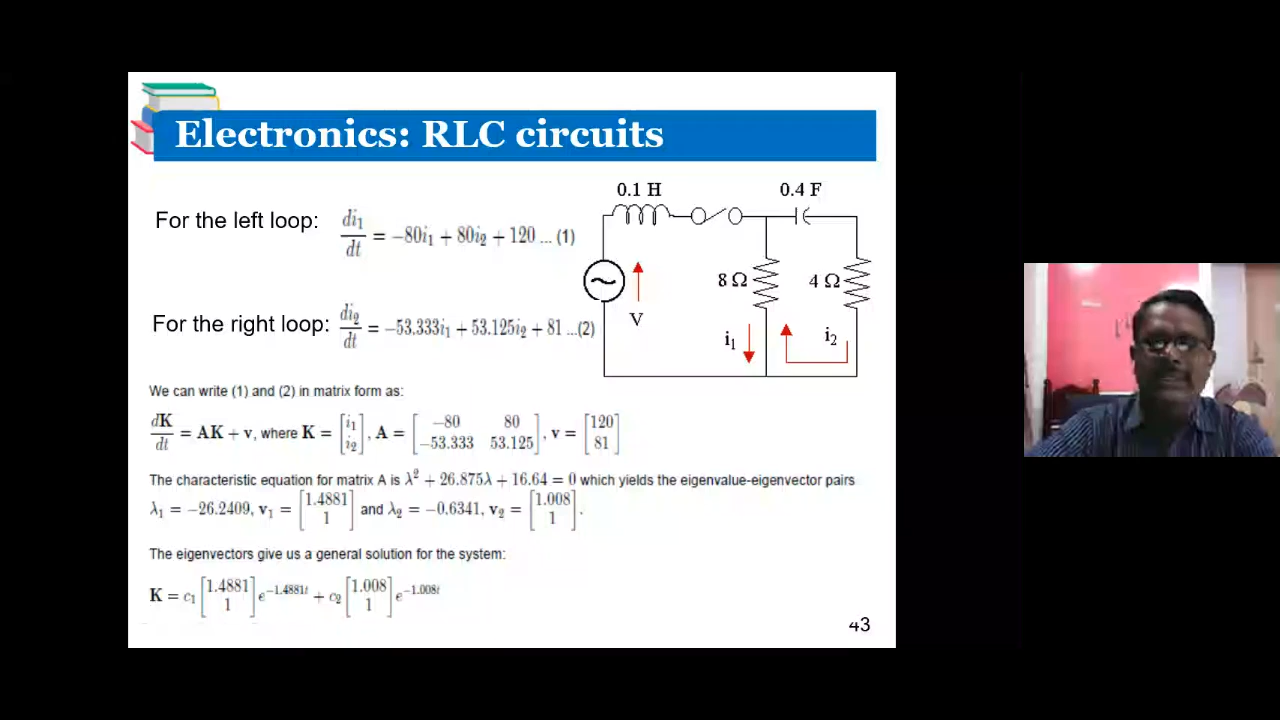 Electronics: RLC circuits
0.1 H
0.4 F
For the left loop: di₁/dt = −80i₁ + 80i₂ + 120 ... (1)
8 Ω
4 Ω
V
For the right loop: di₂/dt = −53.333i₁ + 53.125i₂ + 81 ...(2)
i₁
i₂
We can write (1) and (2) in matrix form as:
dK/dt = AK + v, where K = [i₁ i₂], A = [−80 80 −53.333 53.125], v = [120 81]
The characteristic equation for matrix A is λ² + 26.875λ + 16.64 = 0 which yields the eigenvalue-eigenvector pairs
λ₁ = −26.2409, v₁ = [1.4881 1] and λ₂ = −0.6341, v₂ = [1.008 1].
The eigenvectors give us a general solution for the system:
K = c₁ [1.4881 1] e^−1.4881t + c₂ [1.008 1] e^−1.008t
43